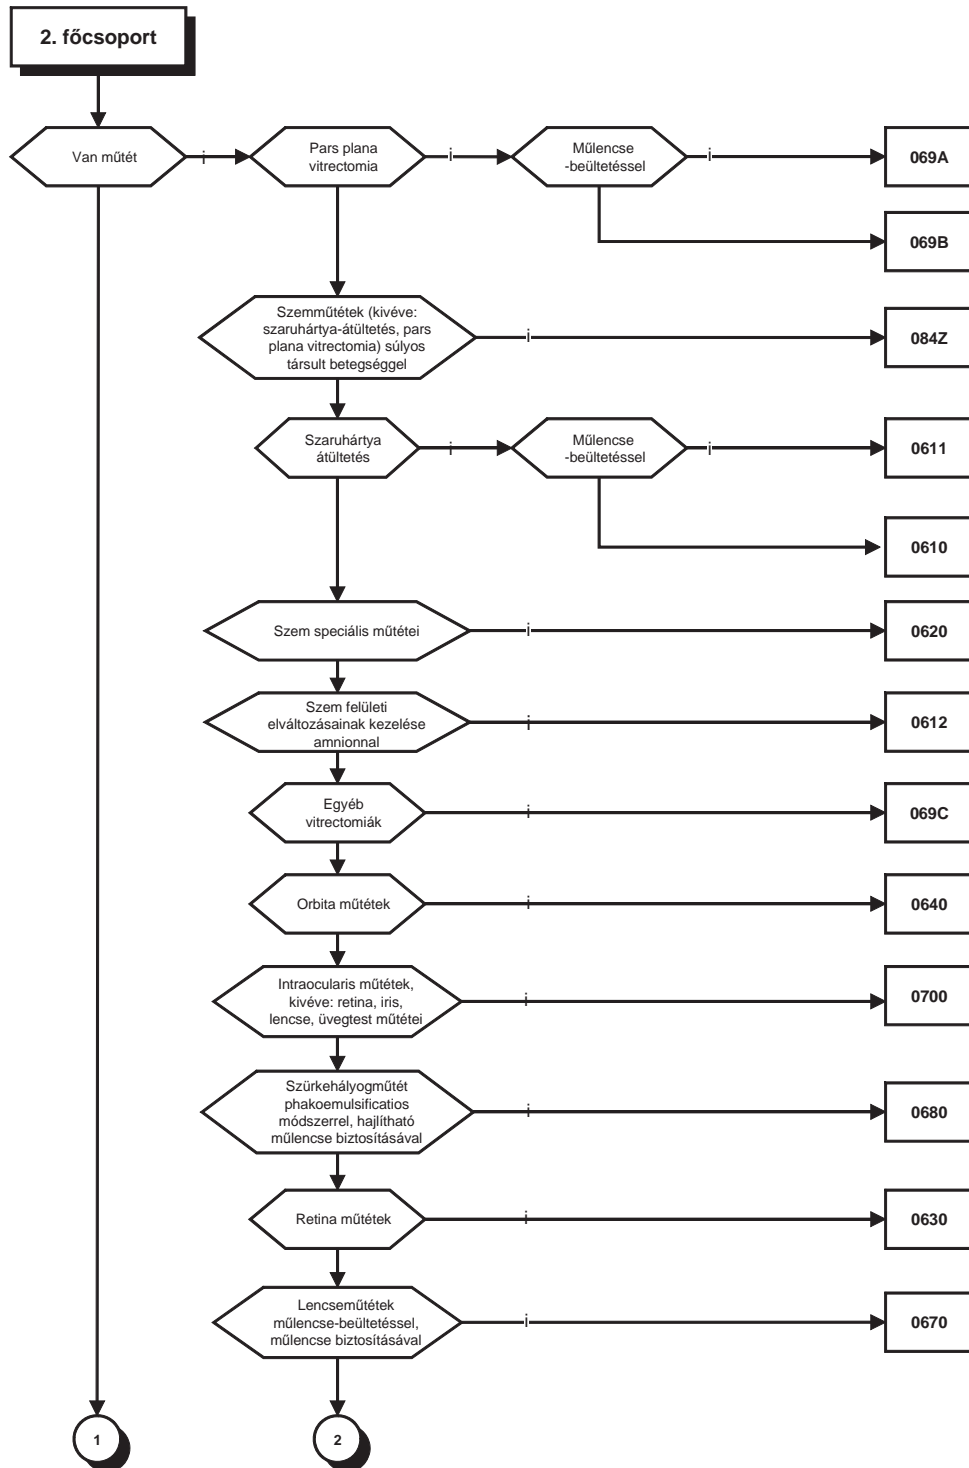 2. főcsoport
Van műtét
i
Pars plana
vitrectomia
i
Műlencse
-beültetéssel
i
069A
069B
Szemműtétek (kivéve:
szaruhártya-átültetés, pars
plana vitrectomia) súlyos
társult betegséggel
i
084Z
Szaruhártya
átültetés
i
Műlencse
-beültetéssel
i
0611
0610
Szem speciális műtétei
i
0620
Szem felületi
elváltozásainak kezelése
amnionnal
i
0612
Egyéb
vitrectomiák
i
069C
Orbita műtétek
i
0640
Intraocularis műtétek,
kivéve: retina, iris,
lencse, üvegtest műtétei
i
0700
Szürkehályogműtét
phakoemulsificatios
módszerrel, hajlítható
műlencse biztosításával
i
0680
Retina műtétek
i
0630
Lencseműtétek
műlencse-beültetéssel,
műlencse biztosításával
i
0670
1
2